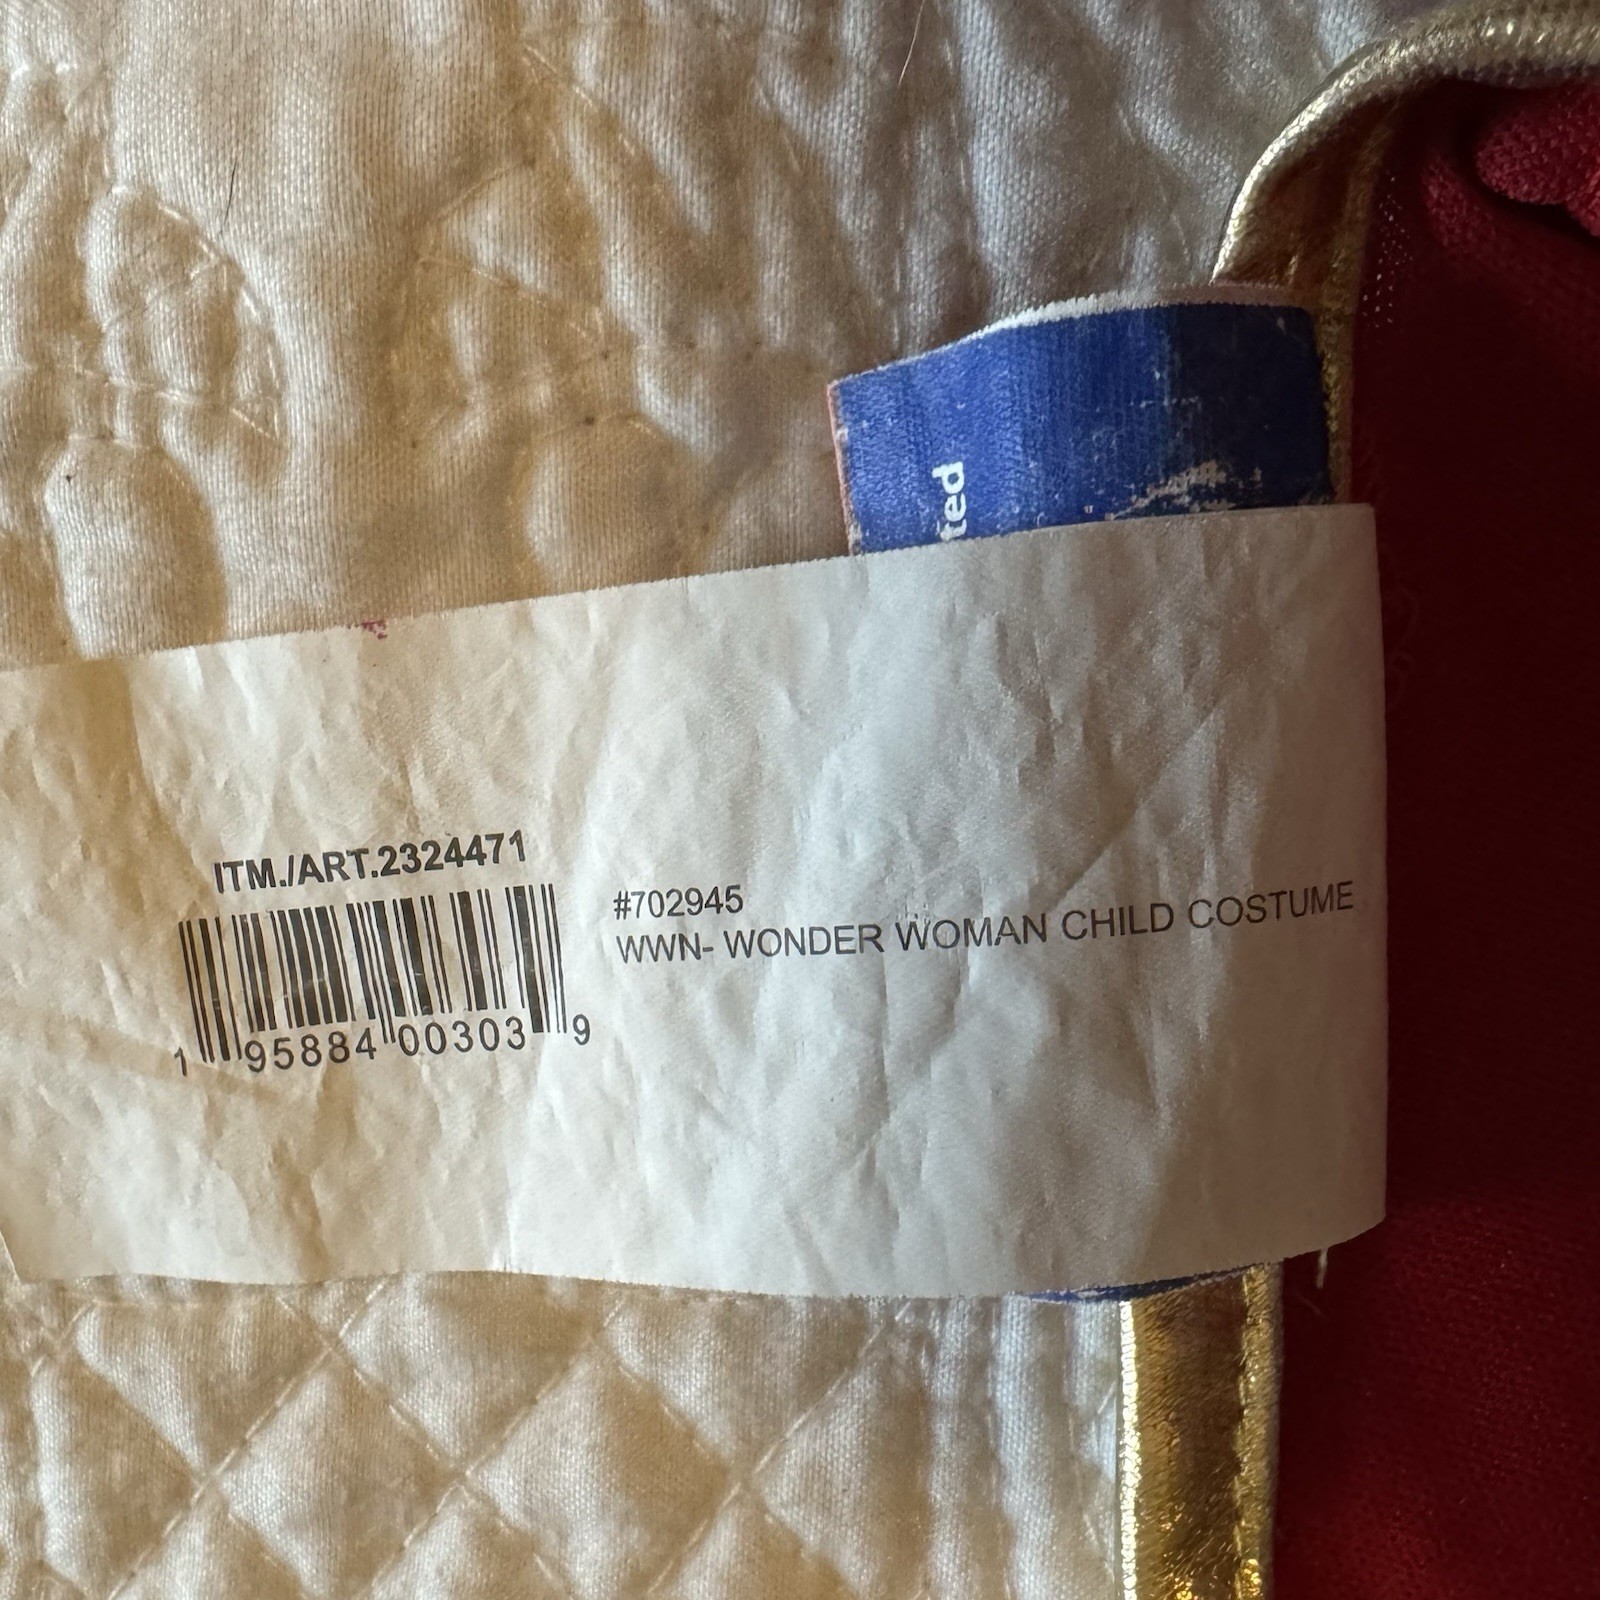 ted
ITM./ART.2324471
1 95884 00303 9
#702945
WWN- WONDER WOMAN CHILD COSTUME